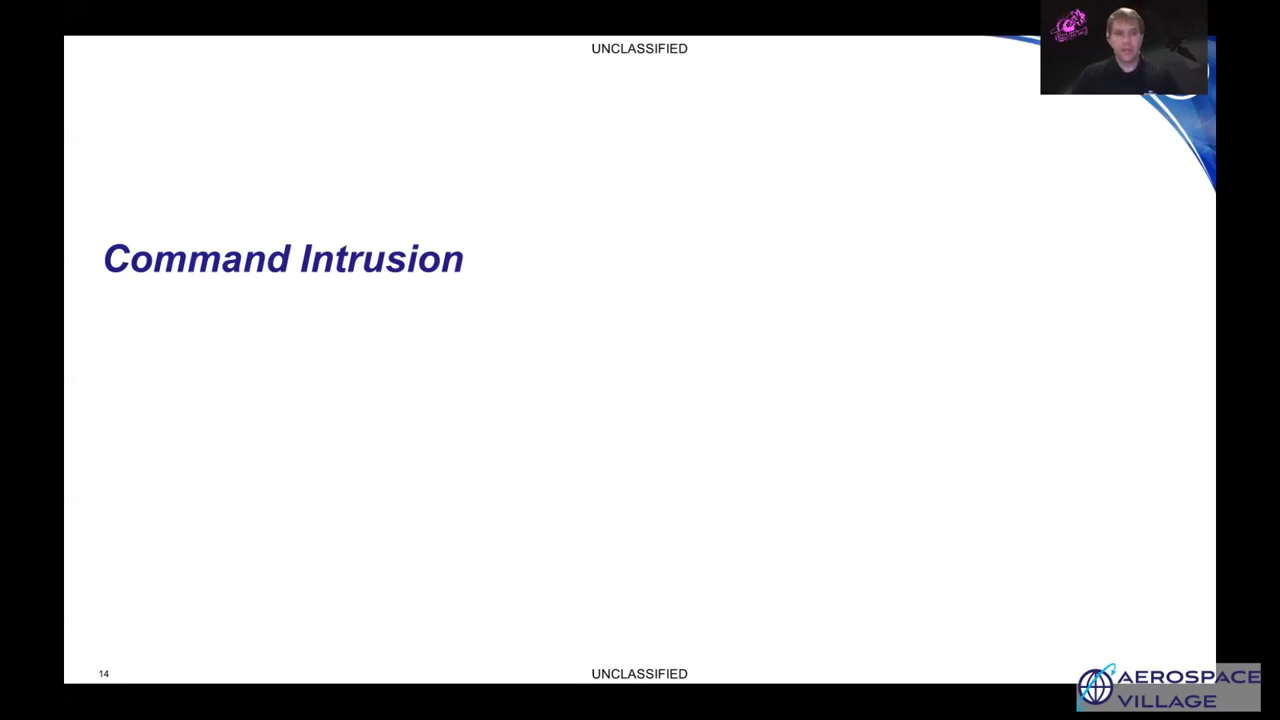 UNCLASSIFIED
Command Intrusion
14
UNCLASSIFIED
AEROSPACE
VILLAGE